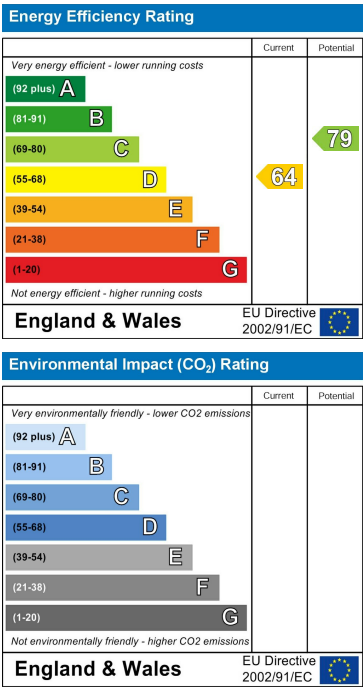 Energy Efficiency Rating
Current Potential
Very energy efficient - lower running costs
(92 plus) A
(81-91) B
(69-80) C
79
(55-68) D
64
(39-54) E
(21-38) F
(1-20) G
Not energy efficient - higher running costs
England & Wales
EU Directive
2002/91/EC
Environmental Impact (CO₂) Rating
Current Potential
Very environmentally friendly - lower CO2 emissions
(92 plus) A
(81-91) B
(69-80) C
(55-68) D
(39-54) E
(21-38) F
(1-20) G
Not environmentally friendly - higher CO2 emissions
England & Wales
EU Directive
2002/91/EC